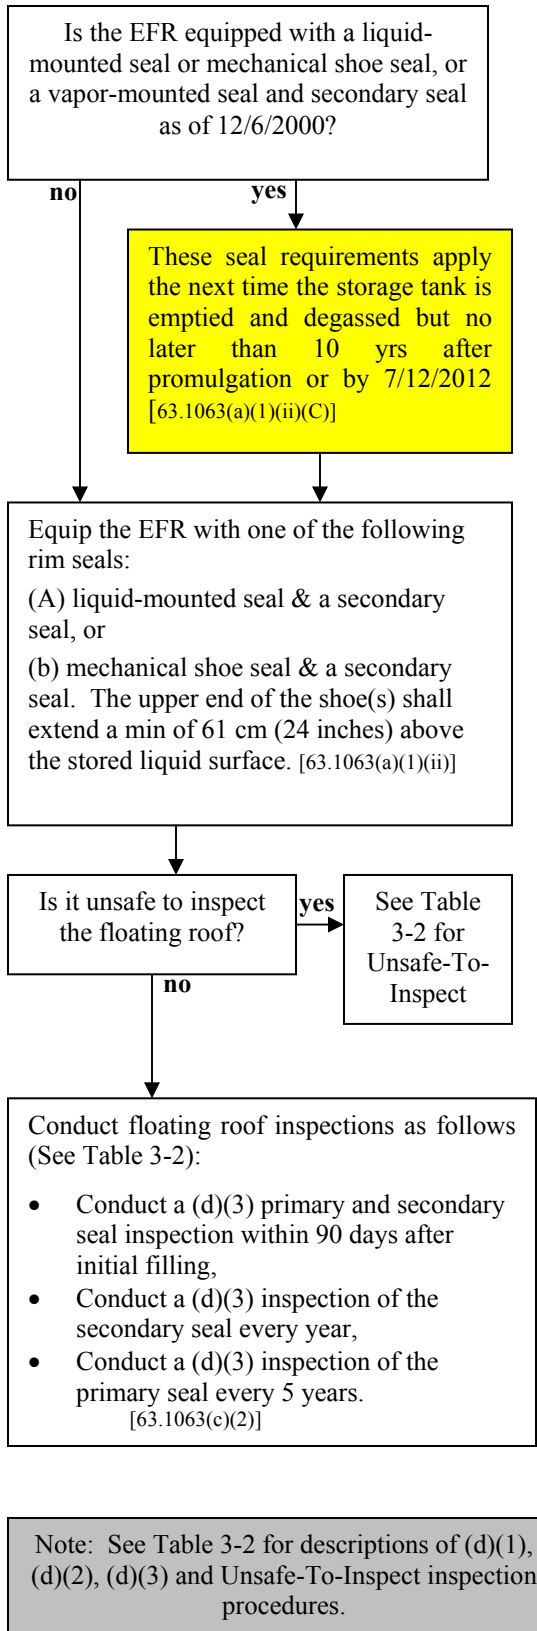 Is the EFR equipped with a liquid-
mounted seal or mechanical shoe seal, or
a vapor-mounted seal and secondary seal
as of 12/6/2000?
no
yes
These seal requirements apply
the next time the storage tank is
emptied and degassed but no
later than 10 yrs after
promulgation or by 7/12/2012
[63.1063(a)(1)(ii)(C)]
Equip the EFR with one of the following
rim seals:
(A) liquid-mounted seal & a secondary
seal, or
(b) mechanical shoe seal & a secondary
seal. The upper end of the shoe(s) shall
extend a min of 61 cm (24 inches) above
the stored liquid surface. [63.1063(a)(1)(ii)]
Is it unsafe to inspect
the floating roof?
yes
See Table
3-2 for
Unsafe-To-
Inspect
no
Conduct floating roof inspections as follows
(See Table 3-2):
• Conduct a (d)(3) primary and secondary
seal inspection within 90 days after
initial filling,
• Conduct a (d)(3) inspection of the
secondary seal every year,
• Conduct a (d)(3) inspection of the
primary seal every 5 years.
[63.1063(c)(2)]
Note: See Table 3-2 for descriptions of (d)(1),
(d)(2), (d)(3) and Unsafe-To-Inspect inspection
procedures.